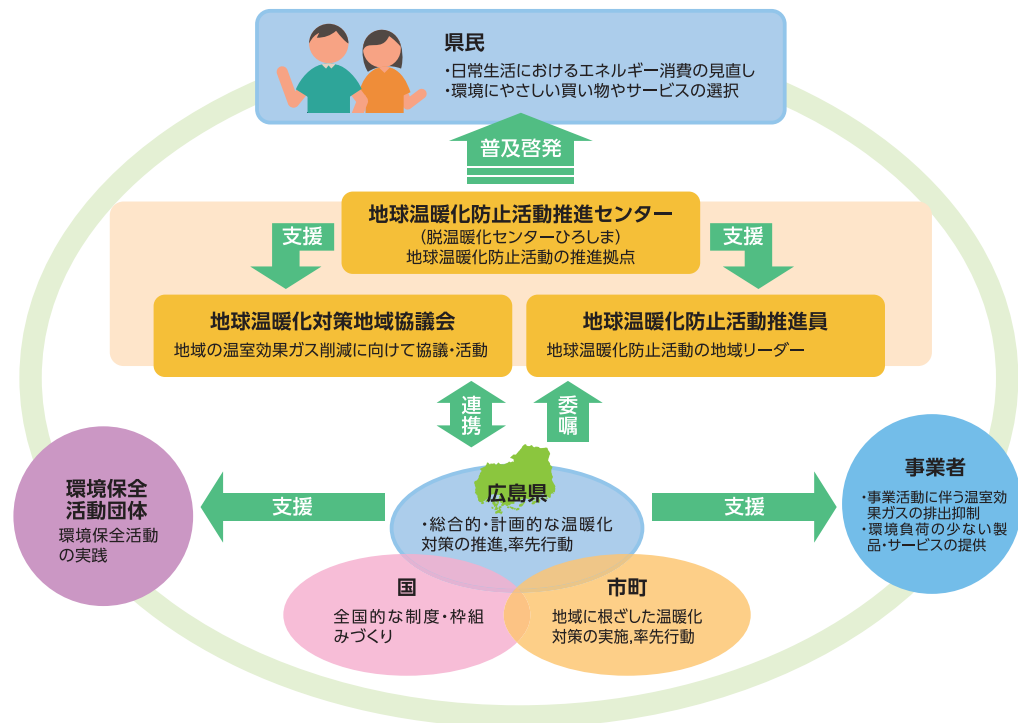 県民
・日常生活におけるエネルギー消費の見直し
・環境にやさしい買い物やサービスの選択
普及啓発
地球温暖化防止活動推進センター
(脱温暖化センターひろしま)
地球温暖化防止活動の推進拠点
支援
支援
地球温暖化対策地域協議会
地域の温室効果ガス削減に向けて協議・活動
地球温暖化防止活動推進員
地球温暖化防止活動の地域リーダー
連携
委嘱
環境保全
活動団体
環境保全活動
の実践
支援
広島県
・総合的・計画的な温暖化
対策の推進,率先行動
支援
事業者
・事業活動に伴う温室効
果ガスの排出抑制
・環境負荷の少ない製
品・サービスの提供
国
全国的な制度・枠組
みづくり
市町
地域に根ざした温暖化
対策の実施,率先行動